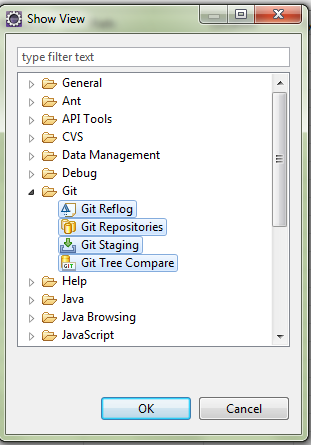 Show View
type filter text
General
Ant
API Tools
CVS
Data Management
Debug
Git
Git Reflog
Git Repositories
Git Staging
GIT Git Tree Compare
Help
Java
Java Browsing
JavaScript
OK Cancel